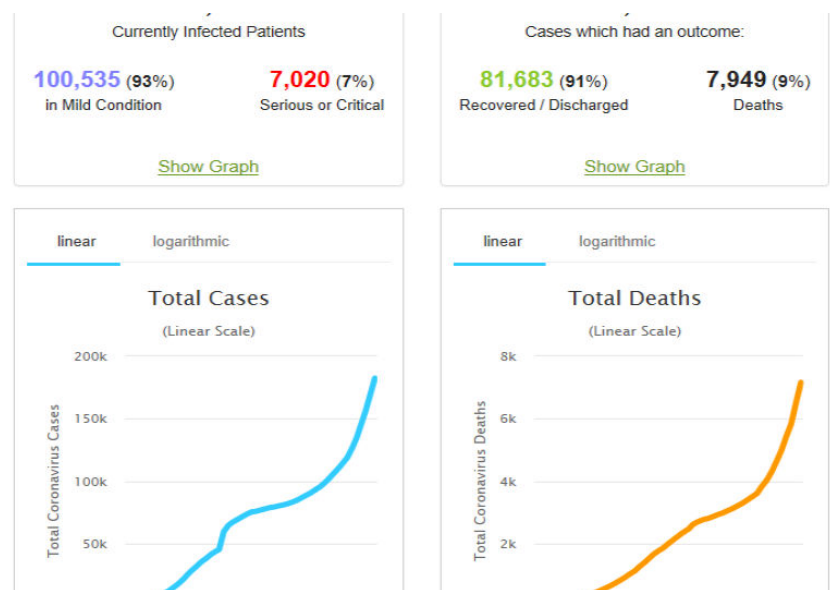 Currently Infected Patients
100,535 (93%)
in Mild Condition
7,020 (7%)
Serious or Critical
Show Graph
Cases which had an outcome:
81,683 (91%)
Recovered / Discharged
7,949 (9%)
Deaths
Show Graph
linear logarithmic
Total Cases
(Linear Scale)
200k
150k
100k
50k
Total Coronavirus Cases
linear logarithmic
Total Deaths
(Linear Scale)
8k
6k
4k
2k
Total Coronavirus Deaths